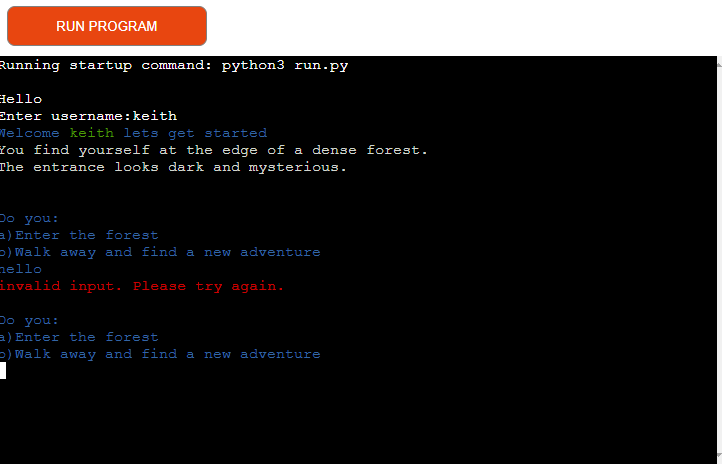 RUN PROGRAM
Running startup command: python3 run.py
Hello
Enter username:keith
Welcome keith lets get started
You find yourself at the edge of a dense forest.
The entrance looks dark and mysterious.
Do you:
a)Enter the forest
b)Walk away and find a new adventure
hello
invalid input. Please try again.
Do you:
a)Enter the forest
b)Walk away and find a new adventure